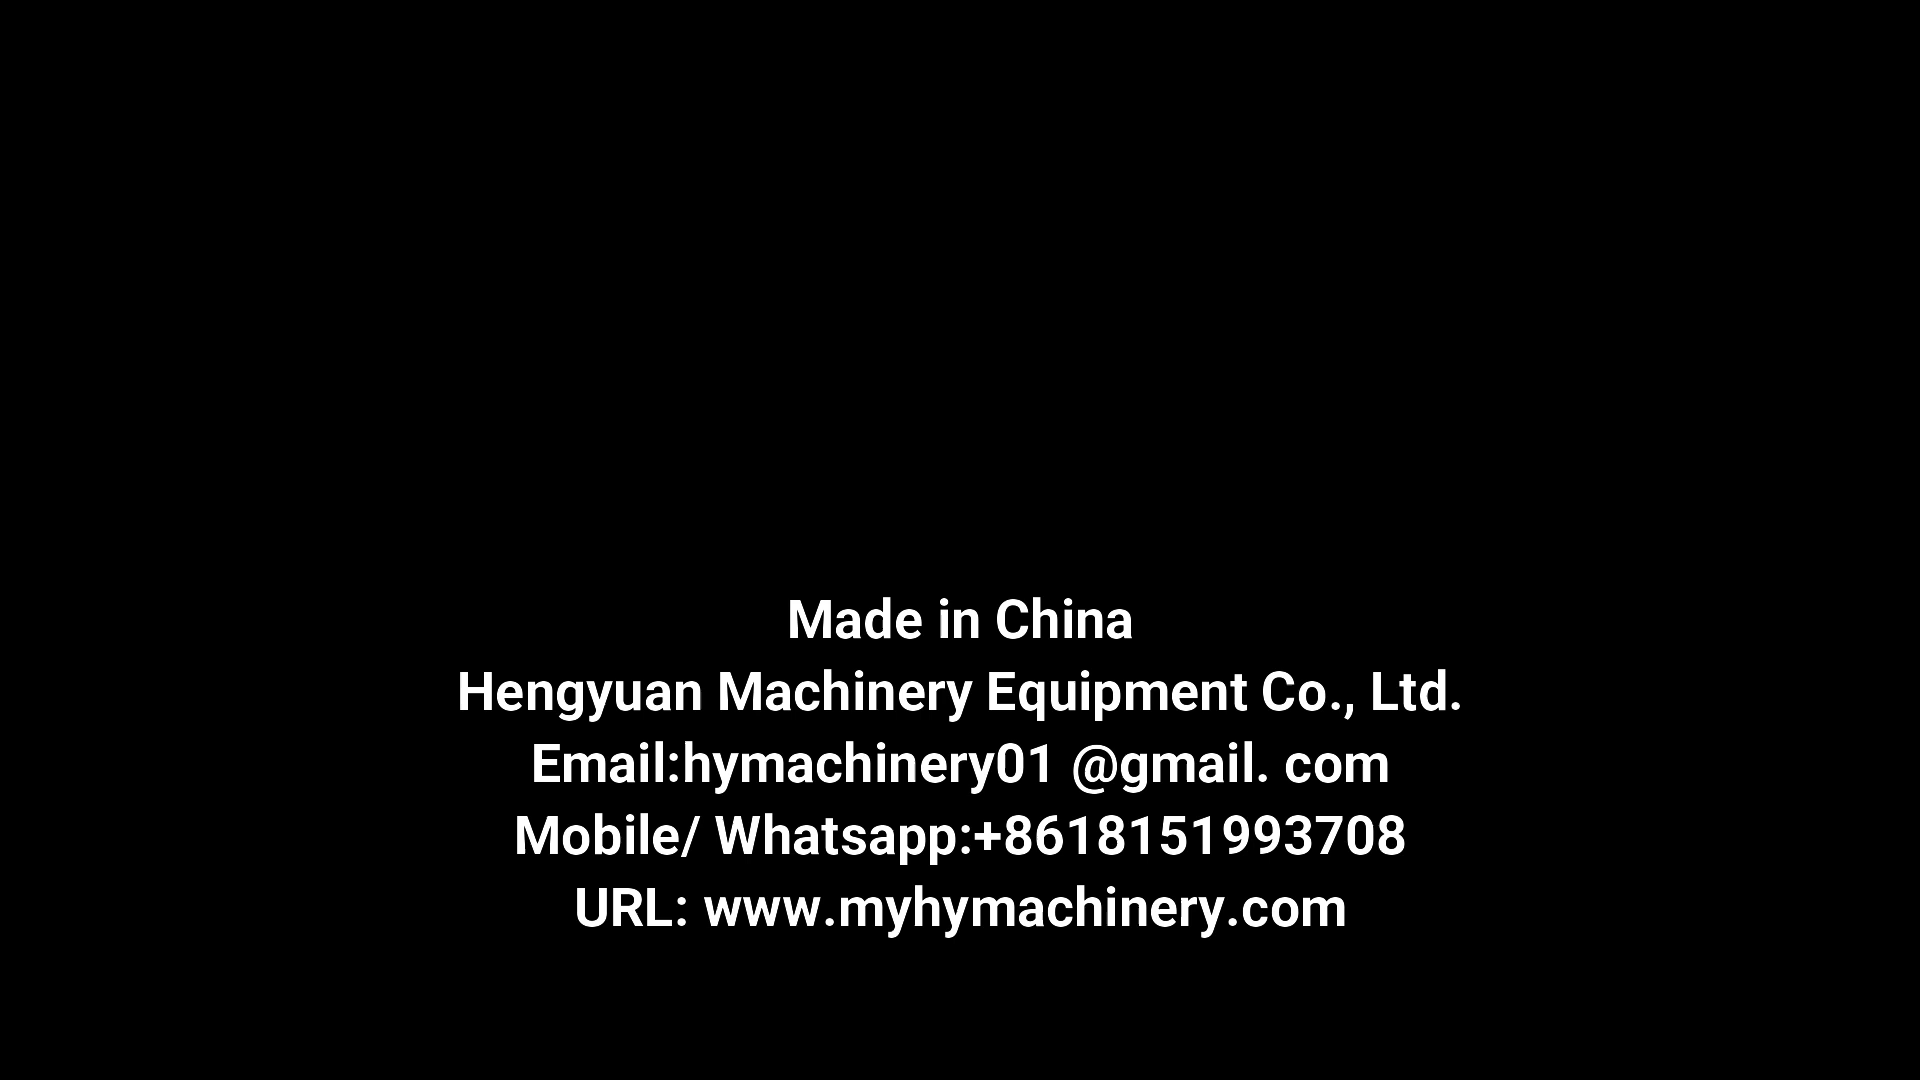 Made in China
Hengyuan Machinery Equipment Co., Ltd.
Email:hymachinery01 @gmail. com
Mobile/ Whatsapp:+8618151993708
URL: www.myhymachinery.com